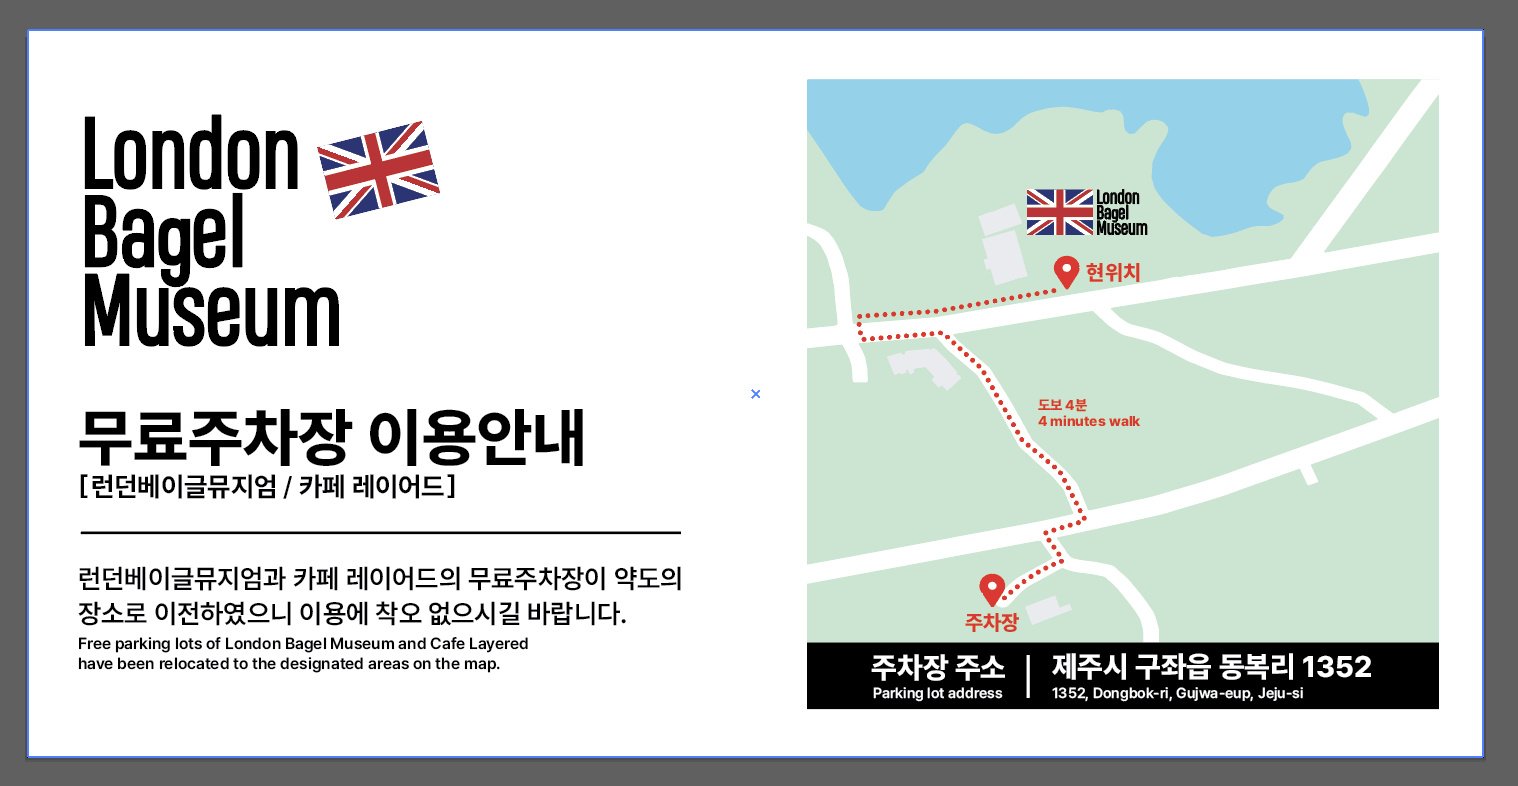 London
Bagel
Museum
무료주차장 이용안내
[런던베이글뮤지엄 / 카페 레이어드]
런던베이글뮤지엄과 카페 레이어드의 무료주차장이 약도의
장소로 이전하였으니 이용에 착오 없으시길 바랍니다.
Free parking lots of London Bagel Museum and Cafe Layered
have been relocated to the designated areas on the map.
London
Bagel
Museum
현위치
도보 4분
4 minutes walk
주차장
주차장 주소
Parking lot address
제주시 구좌읍 동복리 1352
1352, Dongbok-ri, Gujwa-eup, Jeju-si